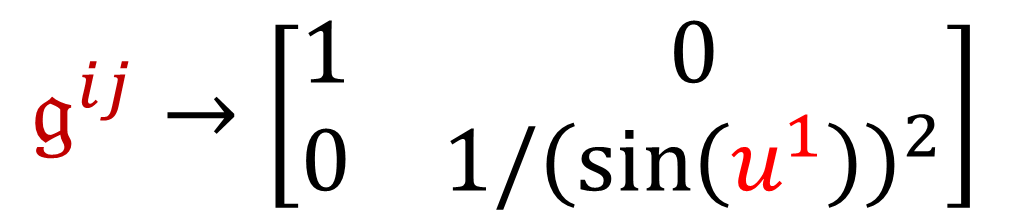 𝔤^{ij} → [1 0
0 1/(sin(u^1))^2]